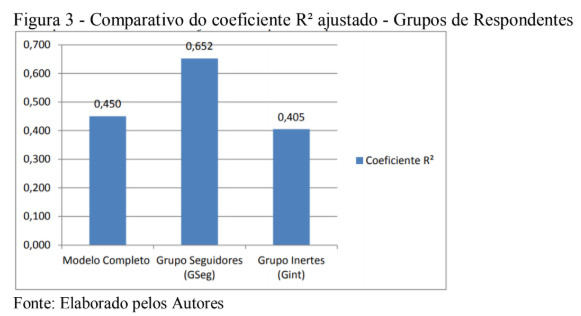 Figura 3 - Comparativo do coeficiente R² ajustado - Grupos de Respondentes
0,700
0,600
0,500
0,400
0,300
0,200
0,100
0,000
0,450
0,652
0,405
Modelo Completo
Grupo Seguidores
(GSeg)
Grupo Inertes
(Gint)
Coeficiente R²
Fonte: Elaborado pelos Autores